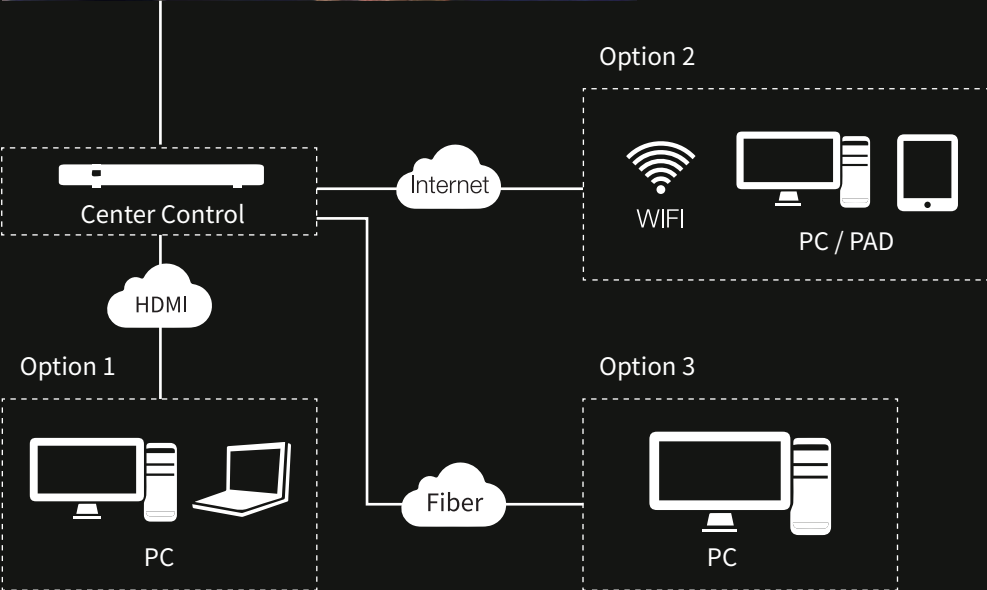 Option 2
Internet
Center Control
WIFI
PC / PAD
HDMI
Option 1
Option 3
Fiber
PC
PC